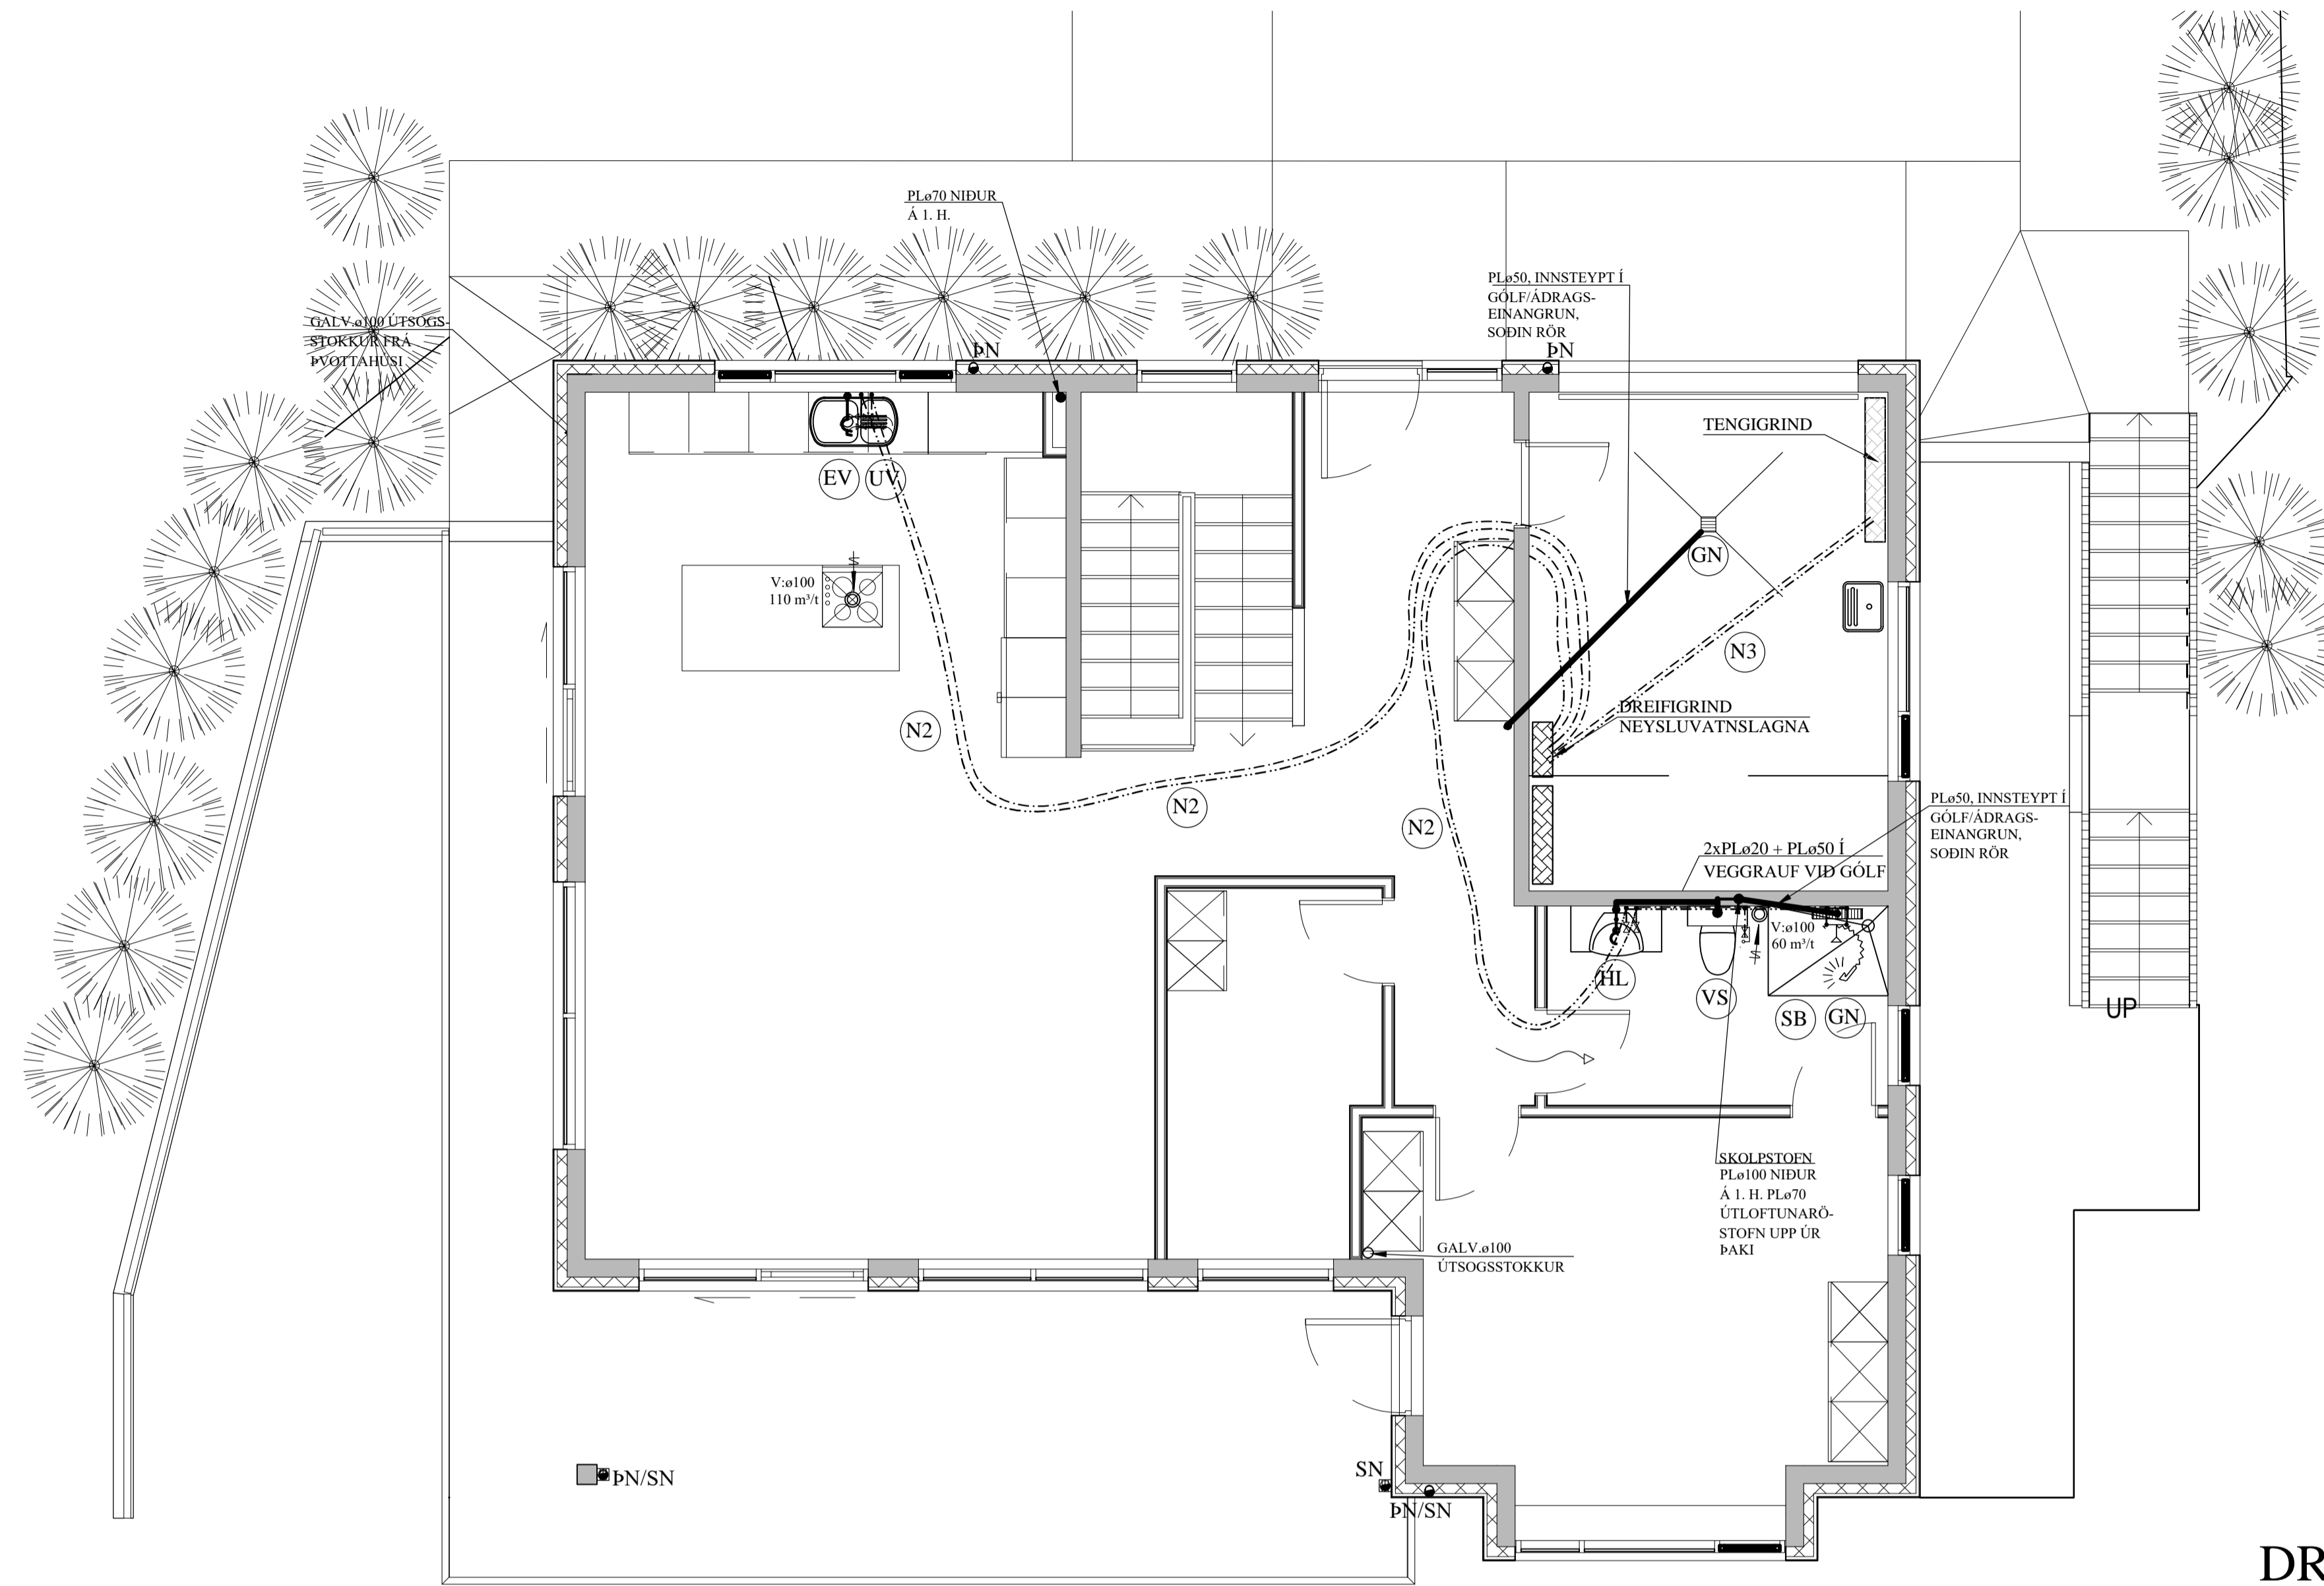 PLø70 NIÐUR
Á 1. H.
PLø50, INNSTEYPT Í
GÓLF/ÁDRAGS-
EINANGRUN,
SOÐIN RÖR
GALV.ø100 ÚTSOGS-
STOKKUR FRÁ
ÞVOTTAHÚSI
ÞN
ÞN
TENGIGRIND
EV
UV
GN
V:ø100
110 m³/t
N3
DREIFIGRIND
NEYSLUVATNSLAGNA
N2
N2
N2
PLø50, INNSTEYPT Í
GÓLF/ÁDRAGS-
EINANGRUN,
SOÐIN RÖR
2xPLø20 + PLø50 Í
VEGGRAUF VIÐ GÓLF
V:ø100
60 m³/t
HL
VS
SB
GN
UP
SKOLPSTOFN
PLø100 NIÐUR
Á 1. H. PLø70
ÚTLOFTUNARÖ-
STOFN UPP ÚR
ÞAKI
GALV.ø100
ÚTSOGSSTOKKUR
ÞN/SN
SN
ÞN/SN
DR